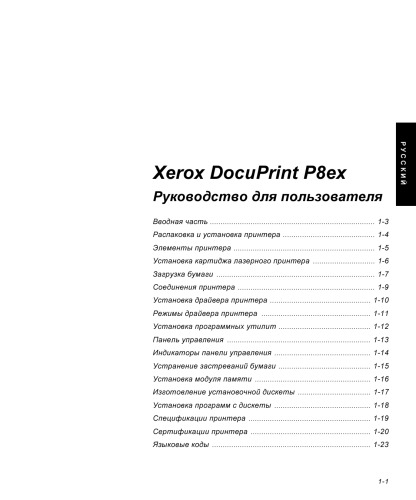 РУССКИЙ
Xerox DocuPrint P8ex
Руководство для пользователя
Вводная часть ........ 1-3
Распаковка и установка принтера ........ 1-4
Элементы принтера ........ 1-5
Установка картиджа лазерного принтера ........ 1-6
Загрузка бумаги ........ 1-7
Соединения принтера ........ 1-9
Установка драйвера принтера ........ 1-10
Режимы драйвера принтера ........ 1-11
Установка программных утилит ........ 1-12
Панель управления ........ 1-13
Индикаторы панели управления ........ 1-14
Устранение застреваний бумаги ........ 1-15
Установка модуля памяти ........ 1-16
Изготовление установочной дискеты ........ 1-17
Установка программ с дискеты ........ 1-18
Спецификации принтера ........ 1-19
Сертификации принтера ........ 1-20
Языковые коды ........ 1-23
1-1